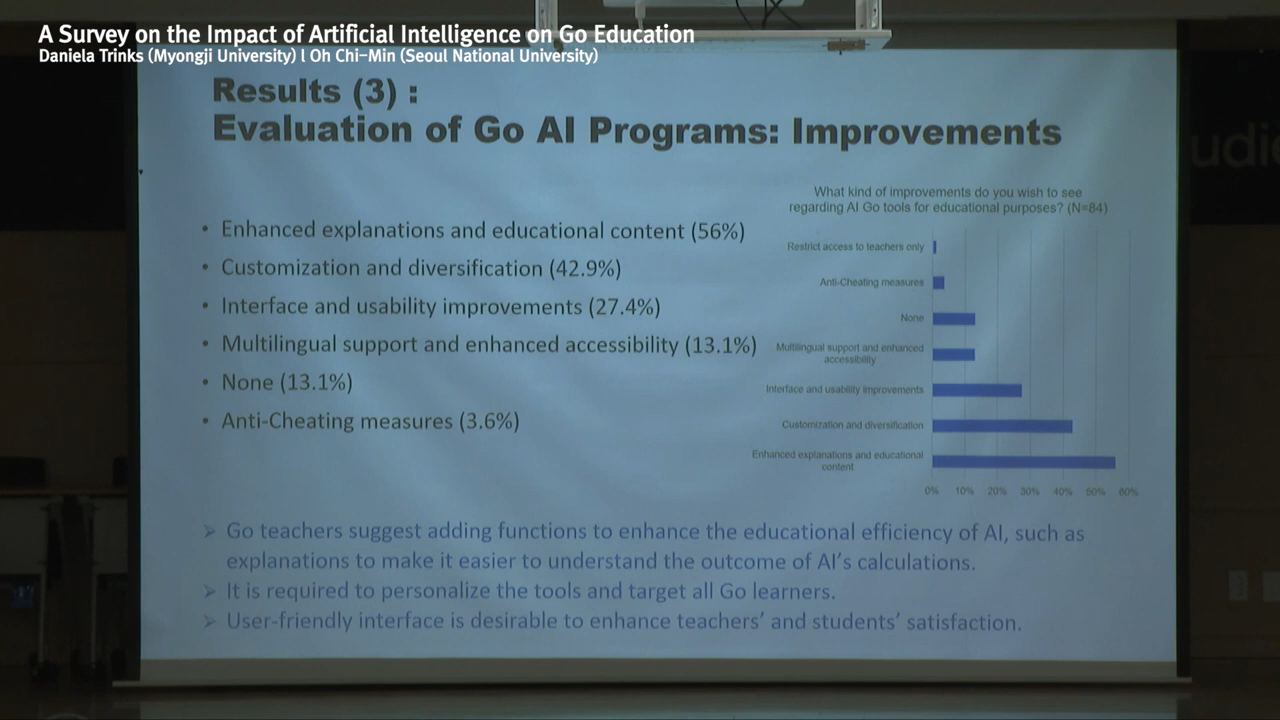 A Survey on the Impact of Artificial Intelligence on Go Education
Daniela Trinks (Myongji University) l Oh Chi-Min (Seoul National University)
Results (3) :
Evaluation of Go AI Programs: Improvements
• Enhanced explanations and educational content (56%)
• Customization and diversification (42.9%)
• Interface and usability improvements (27.4%)
• Multilingual support and enhanced accessibility (13.1%)
• None (13.1%)
• Anti-Cheating measures (3.6%)
What kind of improvements do you wish to see
regarding AI Go tools for educational purposes? (N=84)
Restrict access to teachers only
Anti-Cheating measures
None
Multilingual support and enhanced
accessibility
Interface and usability improvements
Customization and diversification
Enhanced explanations and educational
content
0% 10% 20% 30% 40% 50% 60%
➢ Go teachers suggest adding functions to enhance the educational efficiency of AI, such as
explanations to make it easier to understand the outcome of AI's calculations.
➢ It is required to personalize the tools and target all Go learners.
➢ User-friendly interface is desirable to enhance teachers' and students' satisfaction.